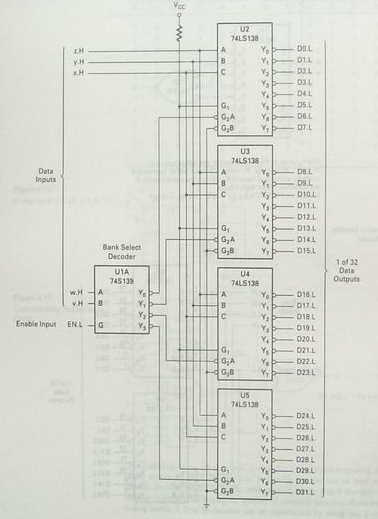 VCC
U2
74LS138
z.H
y.H
x.H
A Y0 D0.L
B Y1 D1.L
C Y2 D2.L
Y3 D3.L
Y4 D4.L
G1 Y5 D5.L
G2A Y6 D6.L
G2B Y7 D7.L
U3
74LS138
Data
Inputs
A Y0 D8.L
B Y1 D9.L
C Y2 D10.L
Y3 D11.L
Y4 D12.L
G1 Y5 D13.L
G2A Y6 D14.L
G2B Y7 D15.L
Bank Select
Decoder
U1A
74S139
w.H A Y0
v.H B Y1
Y2
Enable Input EN.L G Y3
1 of 32
Data
Outputs
U4
74LS138
A Y0 D16.L
B Y1 D17.L
C Y2 D18.L
Y3 D19.L
Y4 D20.L
G1 Y5 D21.L
G2A Y6 D22.L
G2B Y7 D23.L
U5
74LS138
A Y0 D24.L
B Y1 D25.L
C Y2 D26.L
Y3 D27.L
Y4 D28.L
G1 Y5 D29.L
G2A Y6 D30.L
G2B Y7 D31.L